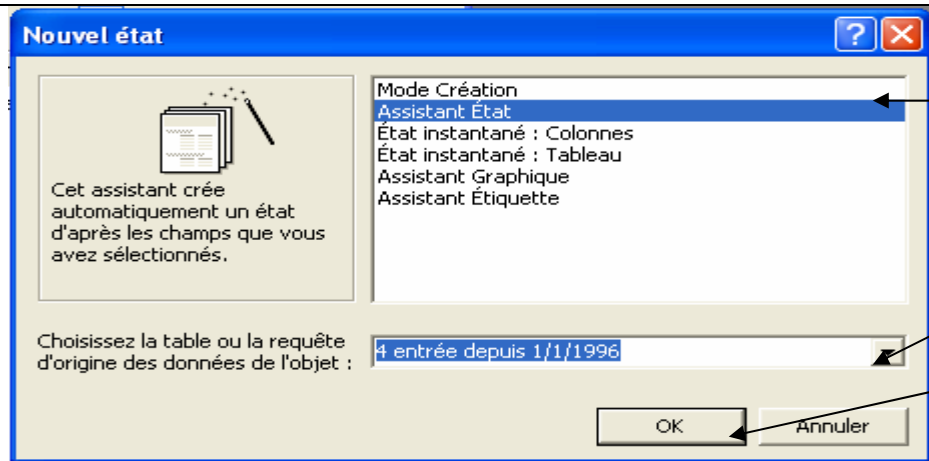 Nouvel état
Mode Création
Assistant État
État instantané : Colonnes
État instantané : Tableau
Assistant Graphique
Assistant Étiquette
Cet assistant crée
automatiquement un état
d'après les champs que vous
avez sélectionnés.
Choisissez la table ou la requête
d'origine des données de l'objet :
4 entrée depuis 1/1/1996
OK
Annuler